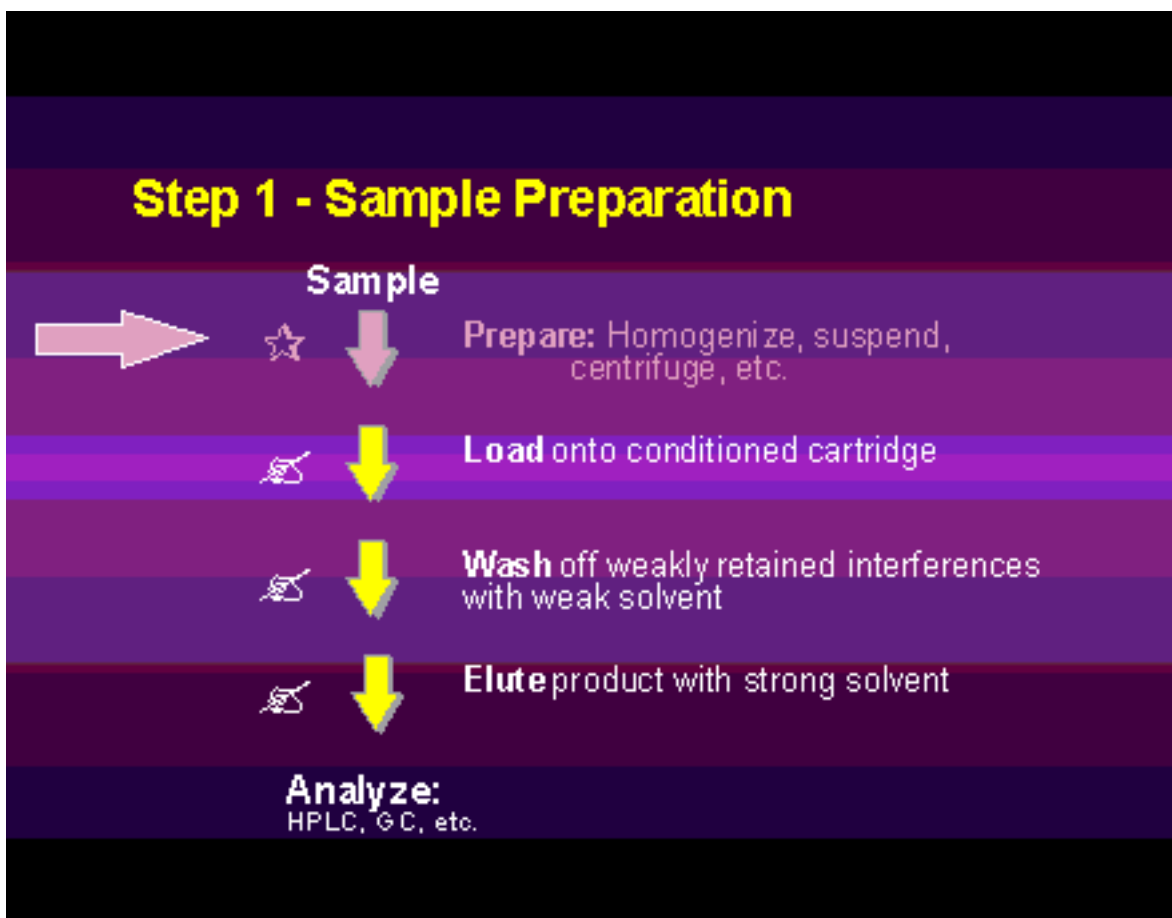 Step 1 - Sample Preparation
Sample
Prepare: Homogenize, suspend,
centrifuge, etc.
Load onto conditioned cartridge
Wash off weakly retained interferences
with weak solvent
Elute product with strong solvent
Analyze:
HPLC, GC, etc.